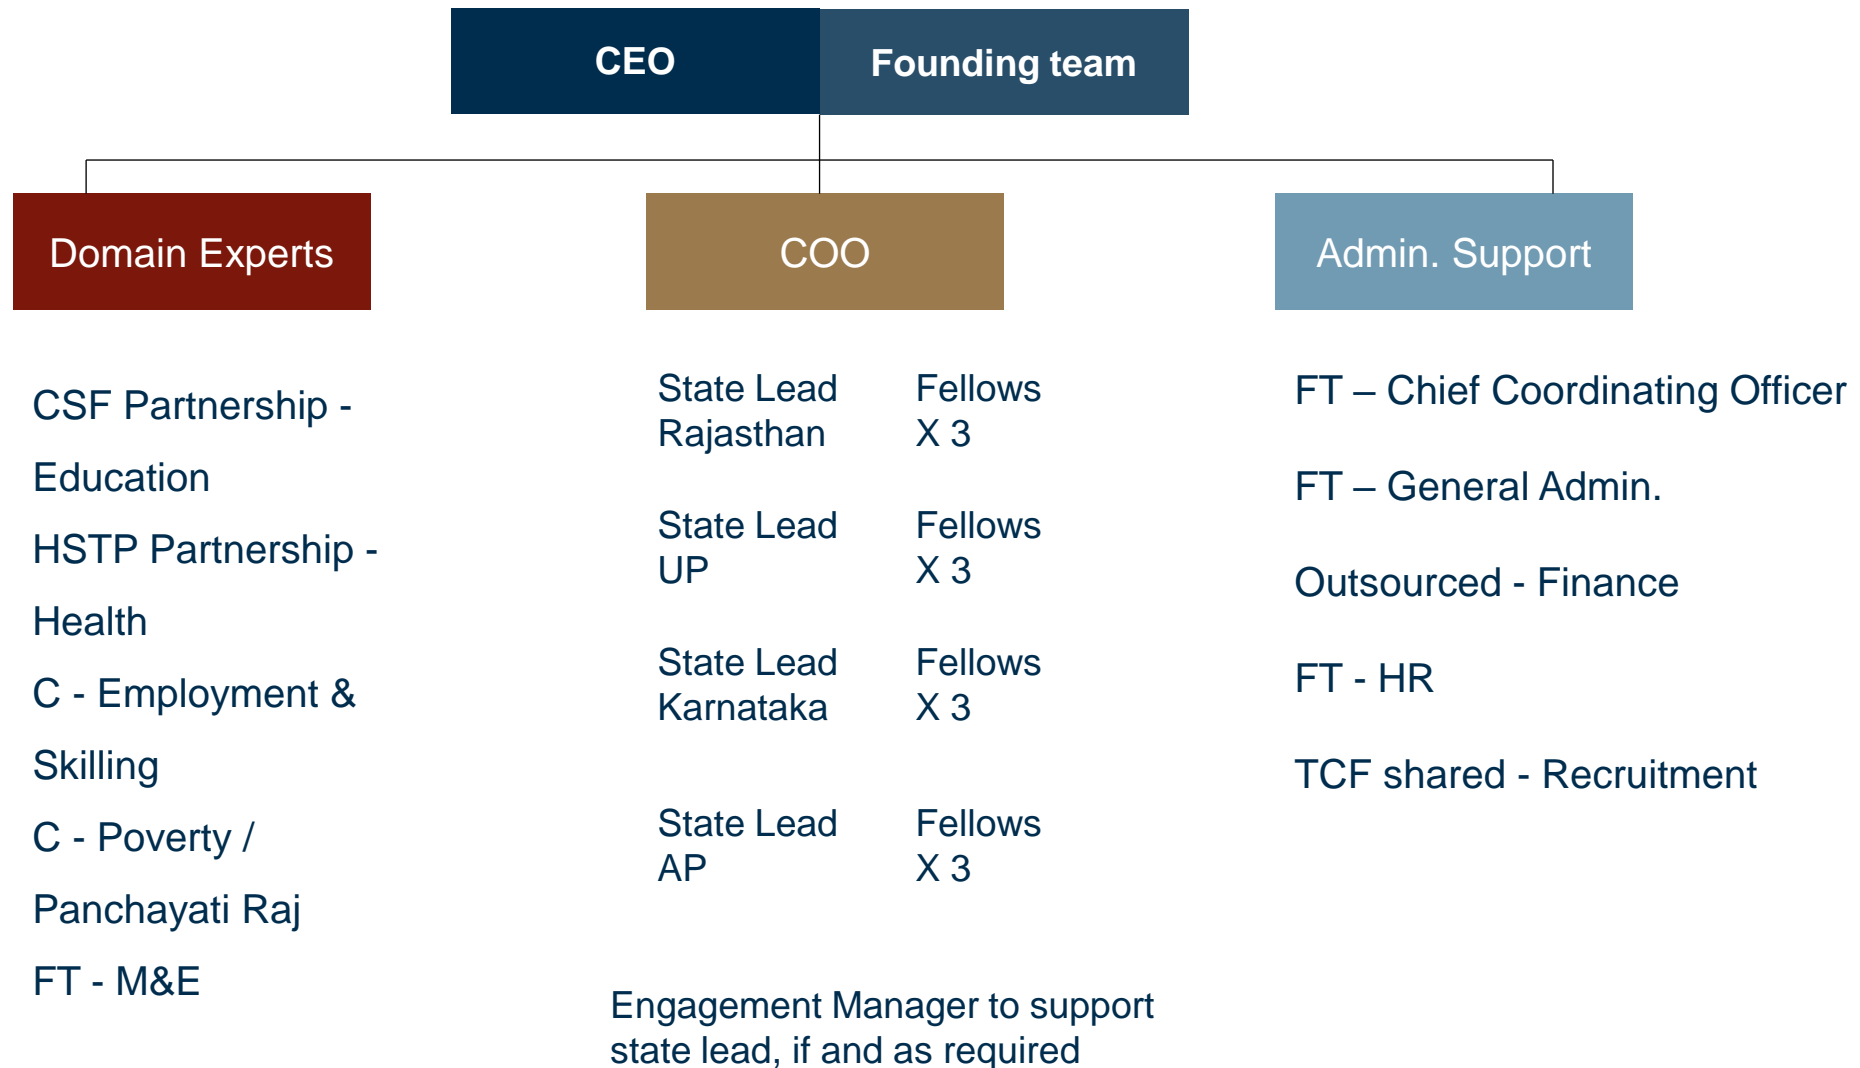 CEO
Founding team
Domain Experts
COO
Admin. Support
CSF Partnership -
Education
HSTP Partnership -
Health
C - Employment &
Skilling
C - Poverty /
Panchayati Raj
FT - M&E
State Lead
Rajasthan
Fellows
X 3
State Lead
UP
Fellows
X 3
State Lead
Karnataka
Fellows
X 3
State Lead
AP
Fellows
X 3
Engagement Manager to support
state lead, if and as required
FT – Chief Coordinating Officer
FT – General Admin.
Outsourced - Finance
FT - HR
TCF shared - Recruitment